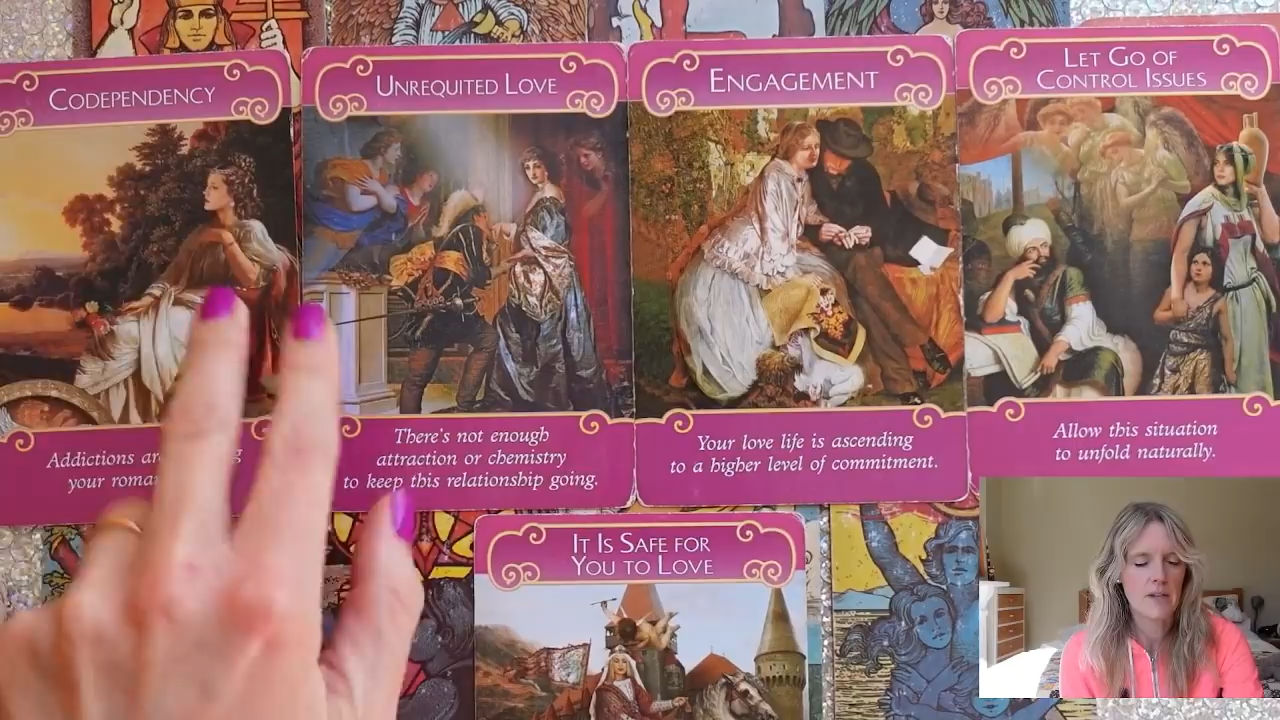 CODEPENDENCY
Addictions are
your
UNREQUITED LOVE
There's not enough
attraction or chemistry
to keep this relationship going.
ENGAGEMENT
Your love life is ascending
to a higher level of commitment.
LET GO OF
CONTROL ISSUES
Allow this situation
to unfold naturally.
IT IS SAFE FOR
YOU TO LOVE